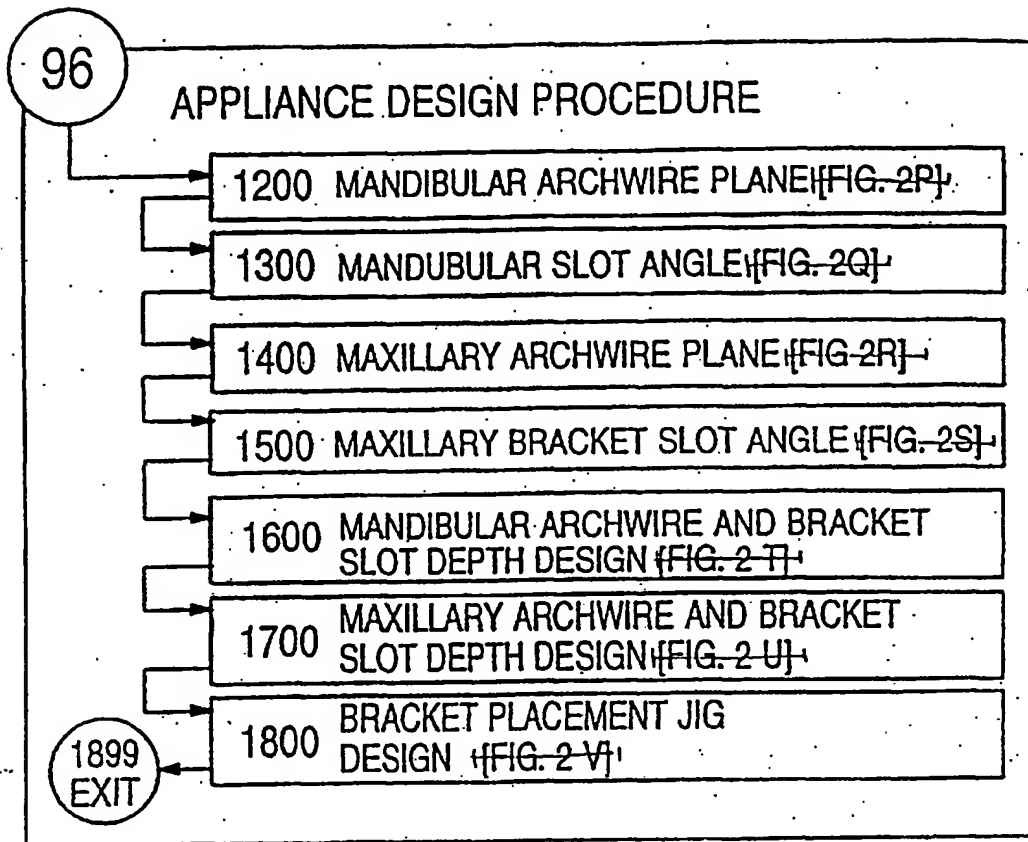 96
APPLIANCE DESIGN PROCEDURE
1200 MANDIBULAR ARCHWIRE PLANE [FIG. 2P]
1300 MANDUBULAR SLOT ANGLE [FIG. 2Q]
1400 MAXILLARY ARCHWIRE PLANE [FIG-2R]
1500 MAXILLARY BRACKET SLOT ANGLE [FIG. 2S]
1600 MANDIBULAR ARCHWIRE AND BRACKET
SLOT DEPTH DESIGN [FIG. 2 T]
1700 MAXILLARY ARCHWIRE AND BRACKET
SLOT DEPTH DESIGN [FIG. 2 U]
1800 BRACKET PLACEMENT JIG
DESIGN [FIG. 2 V]
1899
EXIT